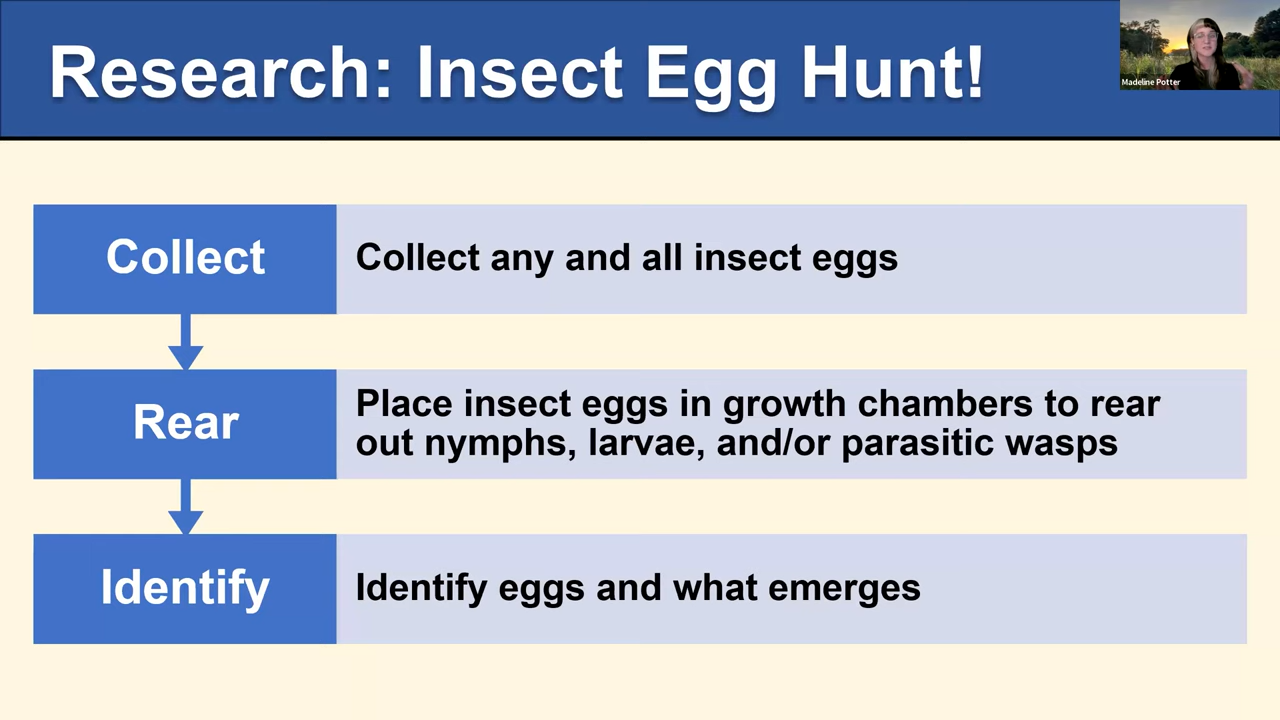 Research: Insect Egg Hunt!
Madeline Potter
Collect
Collect any and all insect eggs
Rear
Place insect eggs in growth chambers to rear
out nymphs, larvae, and/or parasitic wasps
Identify
Identify eggs and what emerges